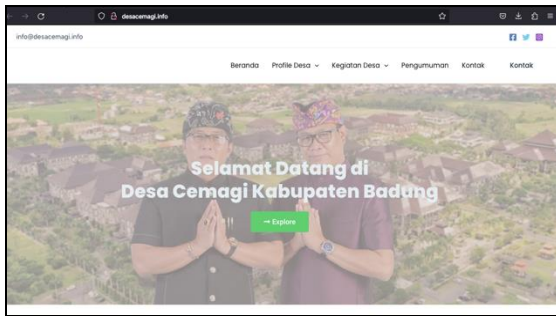 desacemagi.info
info@desacemagi.info
Beranda Profile Desa Kegiatan Desa Pengumuman Kontak Kontak
Selamat Datang di
Desa Cemagi Kabupaten Badung
→ Explore